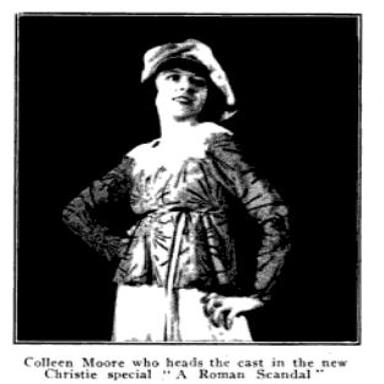 Colleen Moore who heads the cast in the new
Christie special "A Roman Scandal"